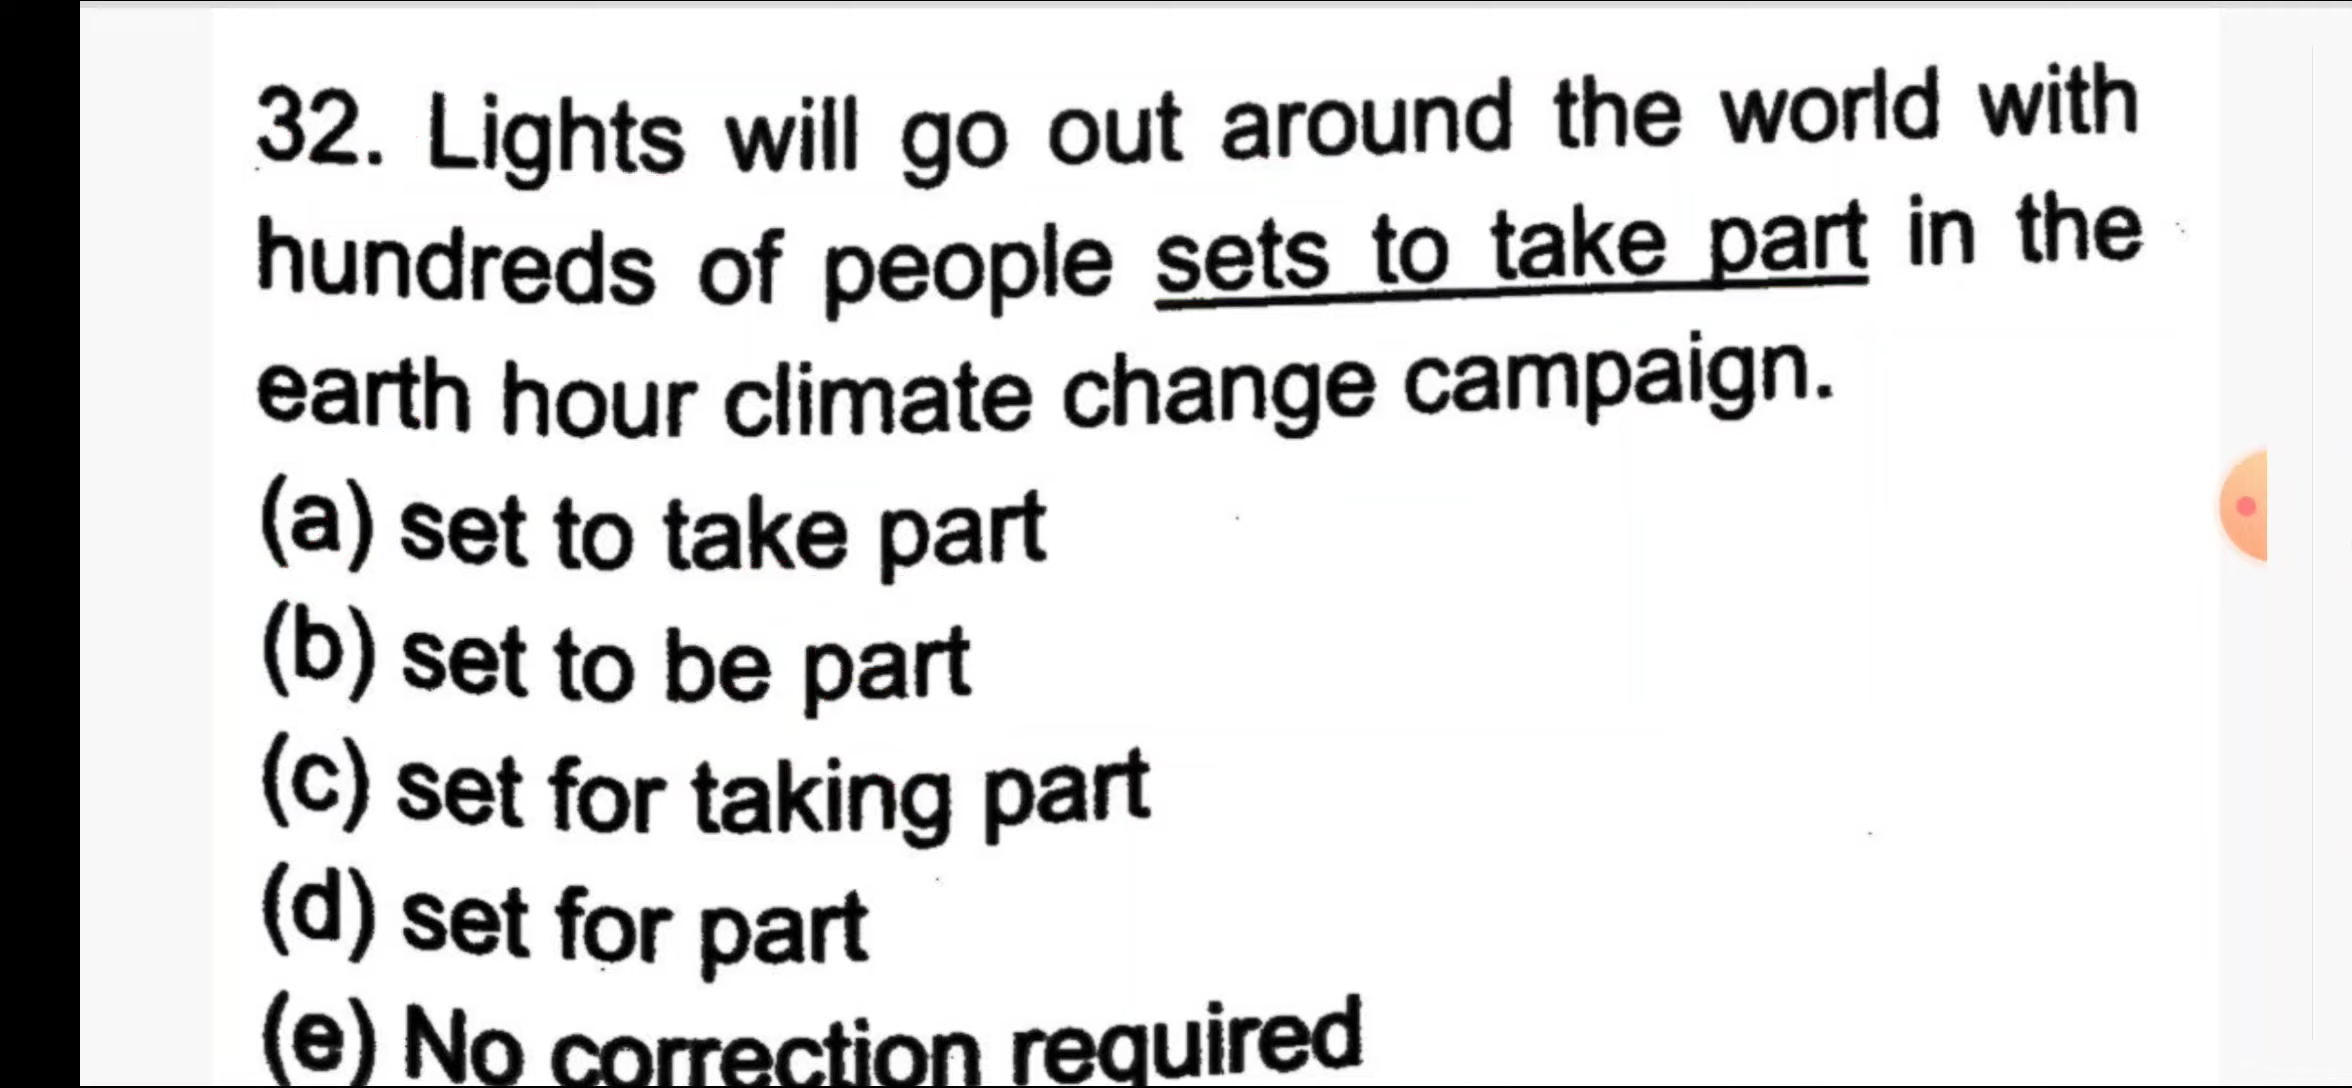 32. Lights will go out around the world with
hundreds of people sets to take part in the
earth hour climate change campaign.
(a) set to take part
(b) set to be part
(c) set for taking part
(d) set for part
(e) No correction required